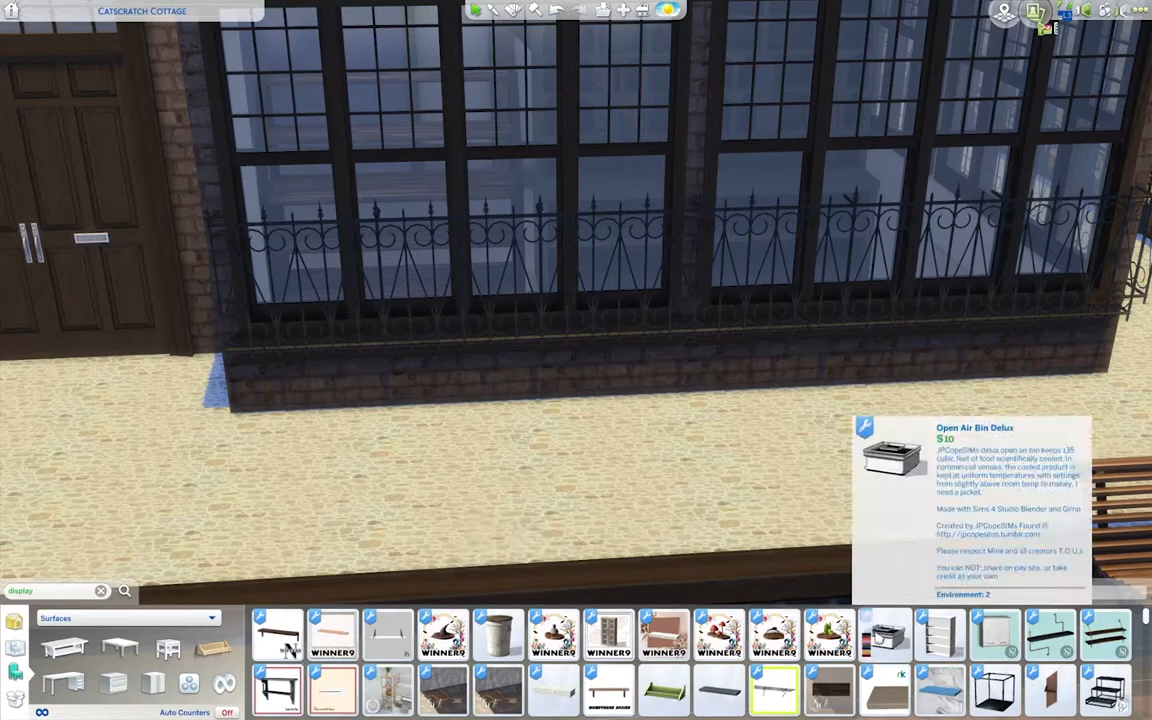 CATSCRATCH COTTAGE
Open Air Bin Delux
§10
JPCopeSIMs delux open air bin keeps 135
cubic feet of food scientifically cooled. In
commercial venues, the cooled product is
kept at uniform temperatures with settings
from slightly above room temp to mabey, I
need a jacket.
Made with Sims 4 Studio Blender and Gimp
Created by JPCopeSIMs Found @
http://jpcopesims.tumblr.com
Please respect Mine and all creators T.O.U.s
You can NOT: share on pay site, or take
credit as your own
Environment: 2
display
Surfaces
WINNER9
WINNER9
WINNER9
WINNER9
WINNER9
WINNER9
WINNER9
WINNER9
rk
Auto Counters
Off